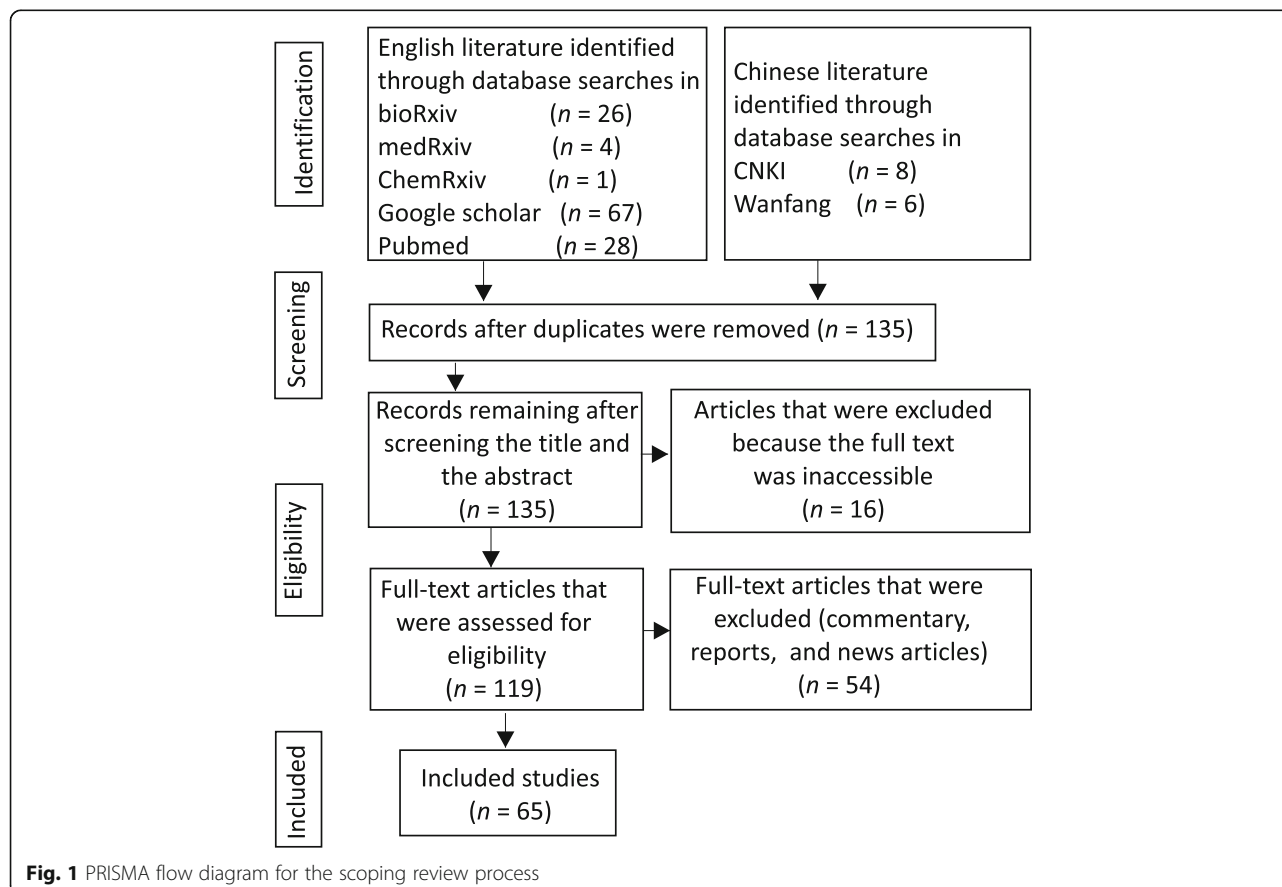 Identification
English literature identified
through database searches in
bioRxiv (n = 26)
medRxiv (n = 4)
ChemRxiv (n = 1)
Google scholar (n = 67)
Pubmed (n = 28)
Chinese literature
identified through
database searches in
CNKI (n = 8)
Wanfang (n = 6)
Screening
Records after duplicates were removed (n = 135)
Records remaining after
screening the title and
the abstract
(n = 135)
Articles that were excluded
because the full text
was inaccessible
(n = 16)
Eligibility
Full-text articles that
were assessed for
eligibility
(n = 119)
Full-text articles that were
excluded (commentary,
reports, and news articles)
(n = 54)
Included
Included studies
(n = 65)
Fig. 1 PRISMA flow diagram for the scoping review process